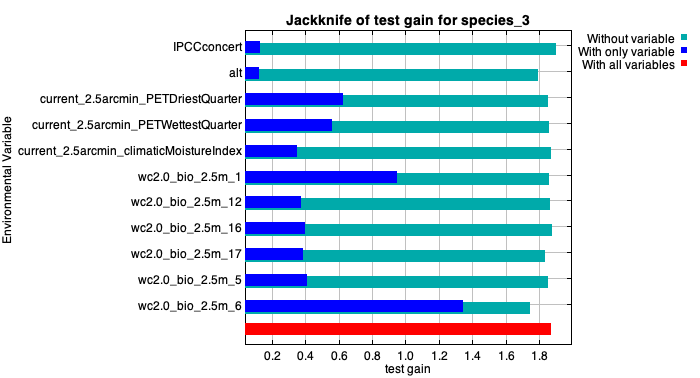 Jackknife of test gain for species_3
Without variable
With only variable
With all variables
Environmental Variable
IPCCconcert
alt
current_2.5arcmin_PETDriestQuarter
current_2.5arcmin_PETWettestQuarter
current_2.5arcmin_climaticMoistureIndex
wc2.0_bio_2.5m_1
wc2.0_bio_2.5m_12
wc2.0_bio_2.5m_16
wc2.0_bio_2.5m_17
wc2.0_bio_2.5m_5
wc2.0_bio_2.5m_6
0.2 0.4 0.6 0.8 1.0 1.2 1.4 1.6 1.8
test gain